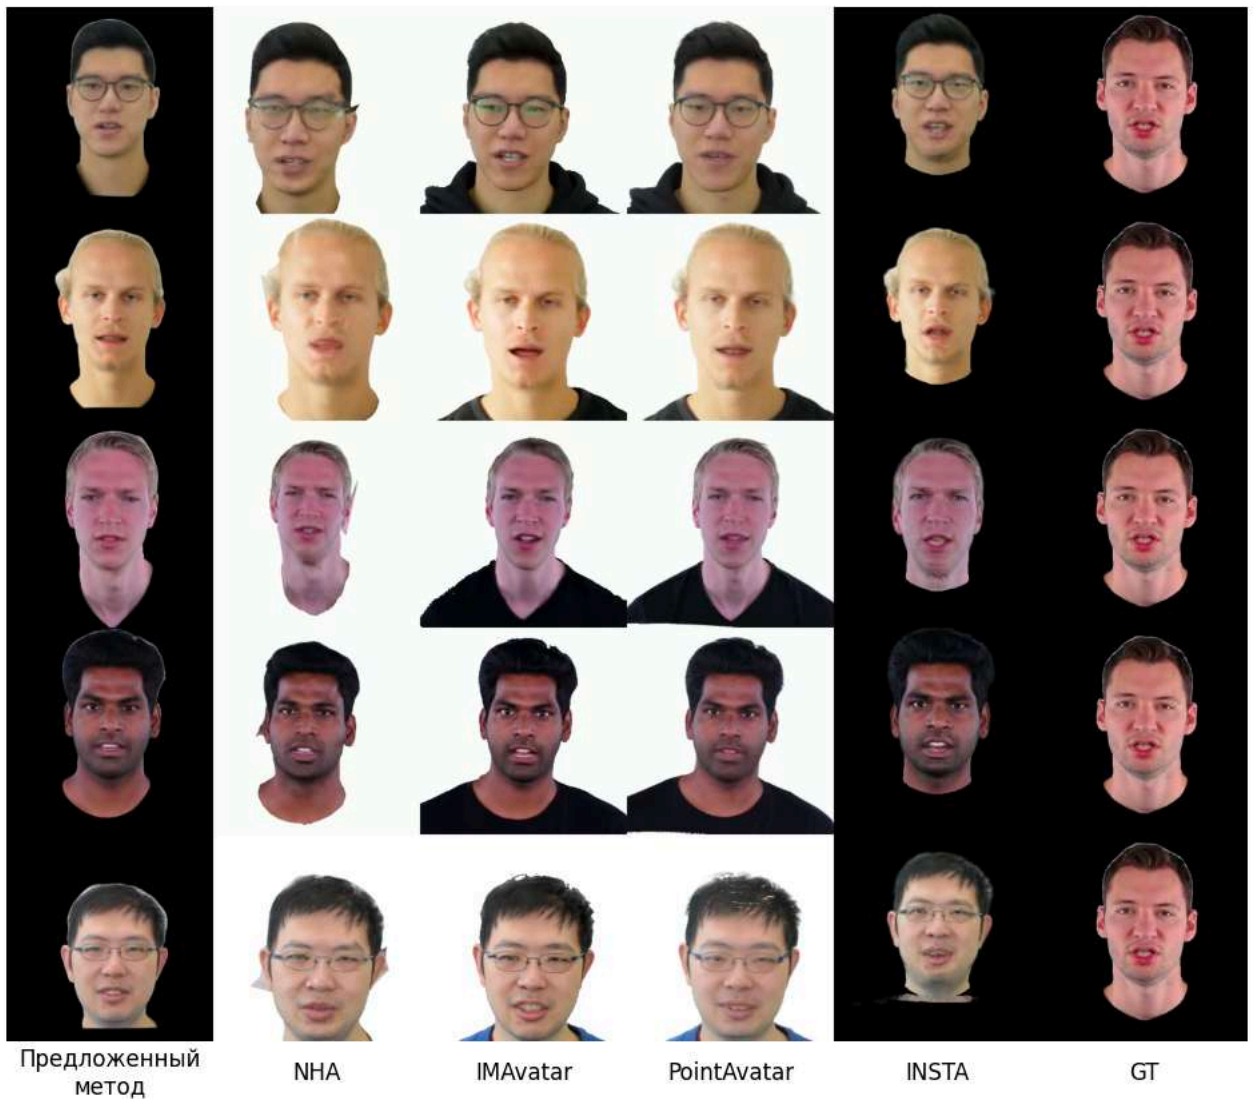 Предложенный
метод
NHA
IMAvatar
PointAvatar
INSTA
GT